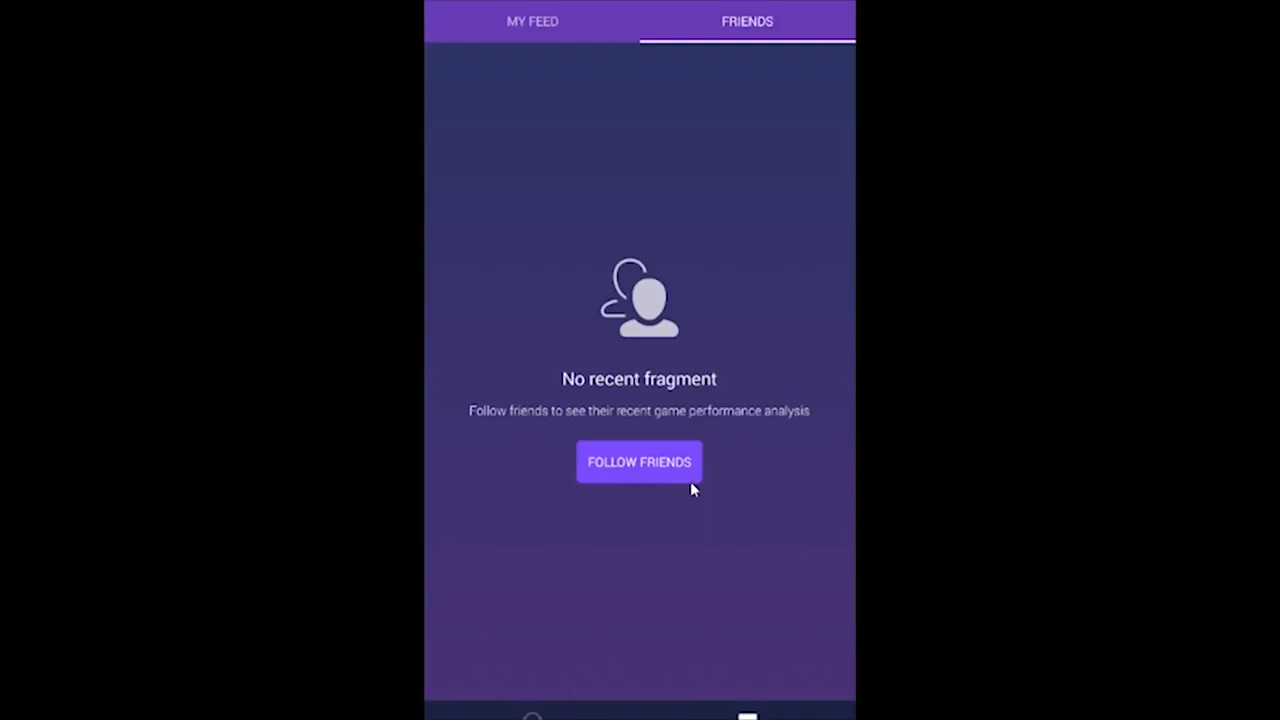 MY FEED
FRIENDS
No recent fragment
Follow friends to see their recent game performance analysis
FOLLOW FRIENDS